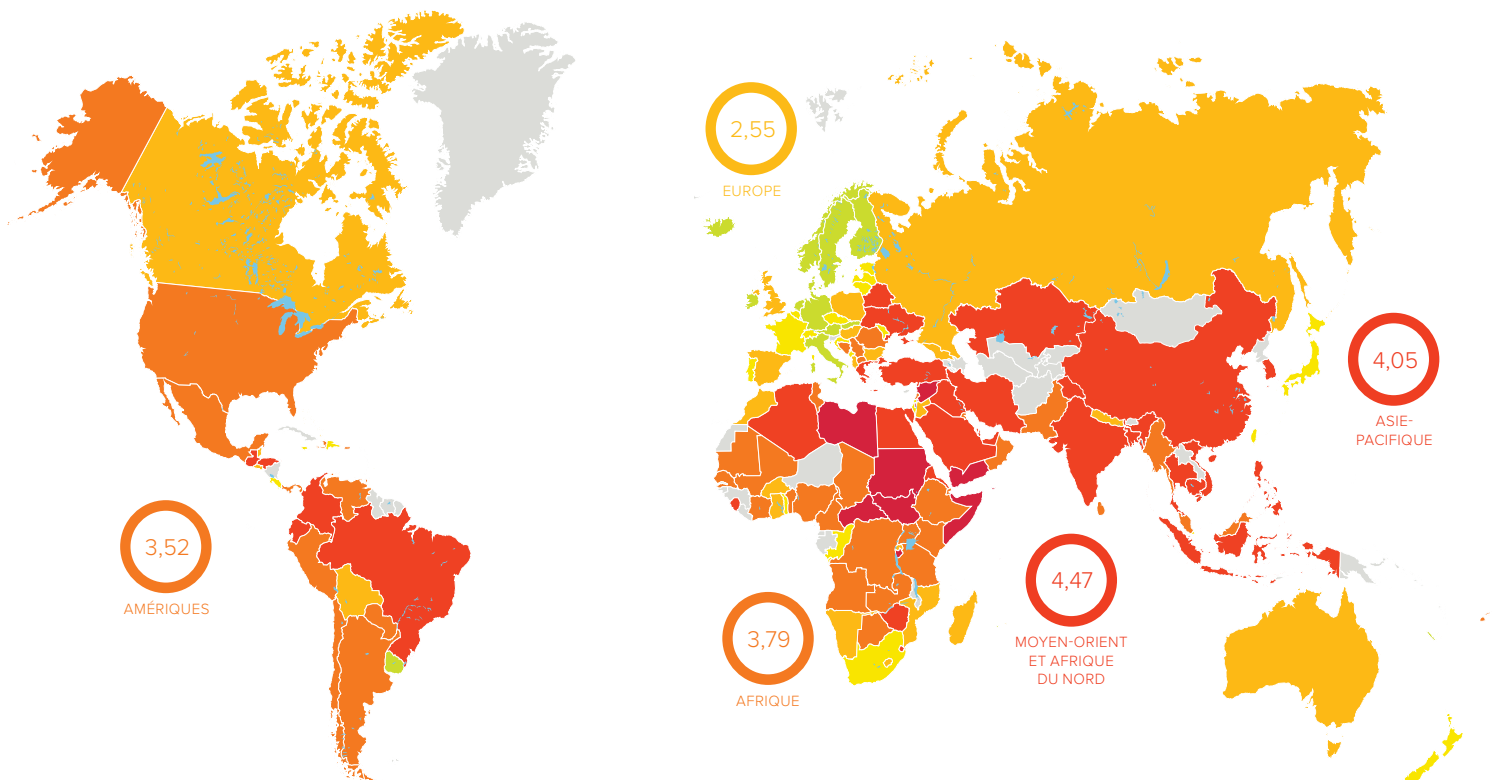 2,55
EUROPE
4,05
ASIE-
PACIFIQUE
3,52
AMÉRIQUES
4,47
MOYEN-ORIENT
ET AFRIQUE
DU NORD
3,79
AFRIQUE